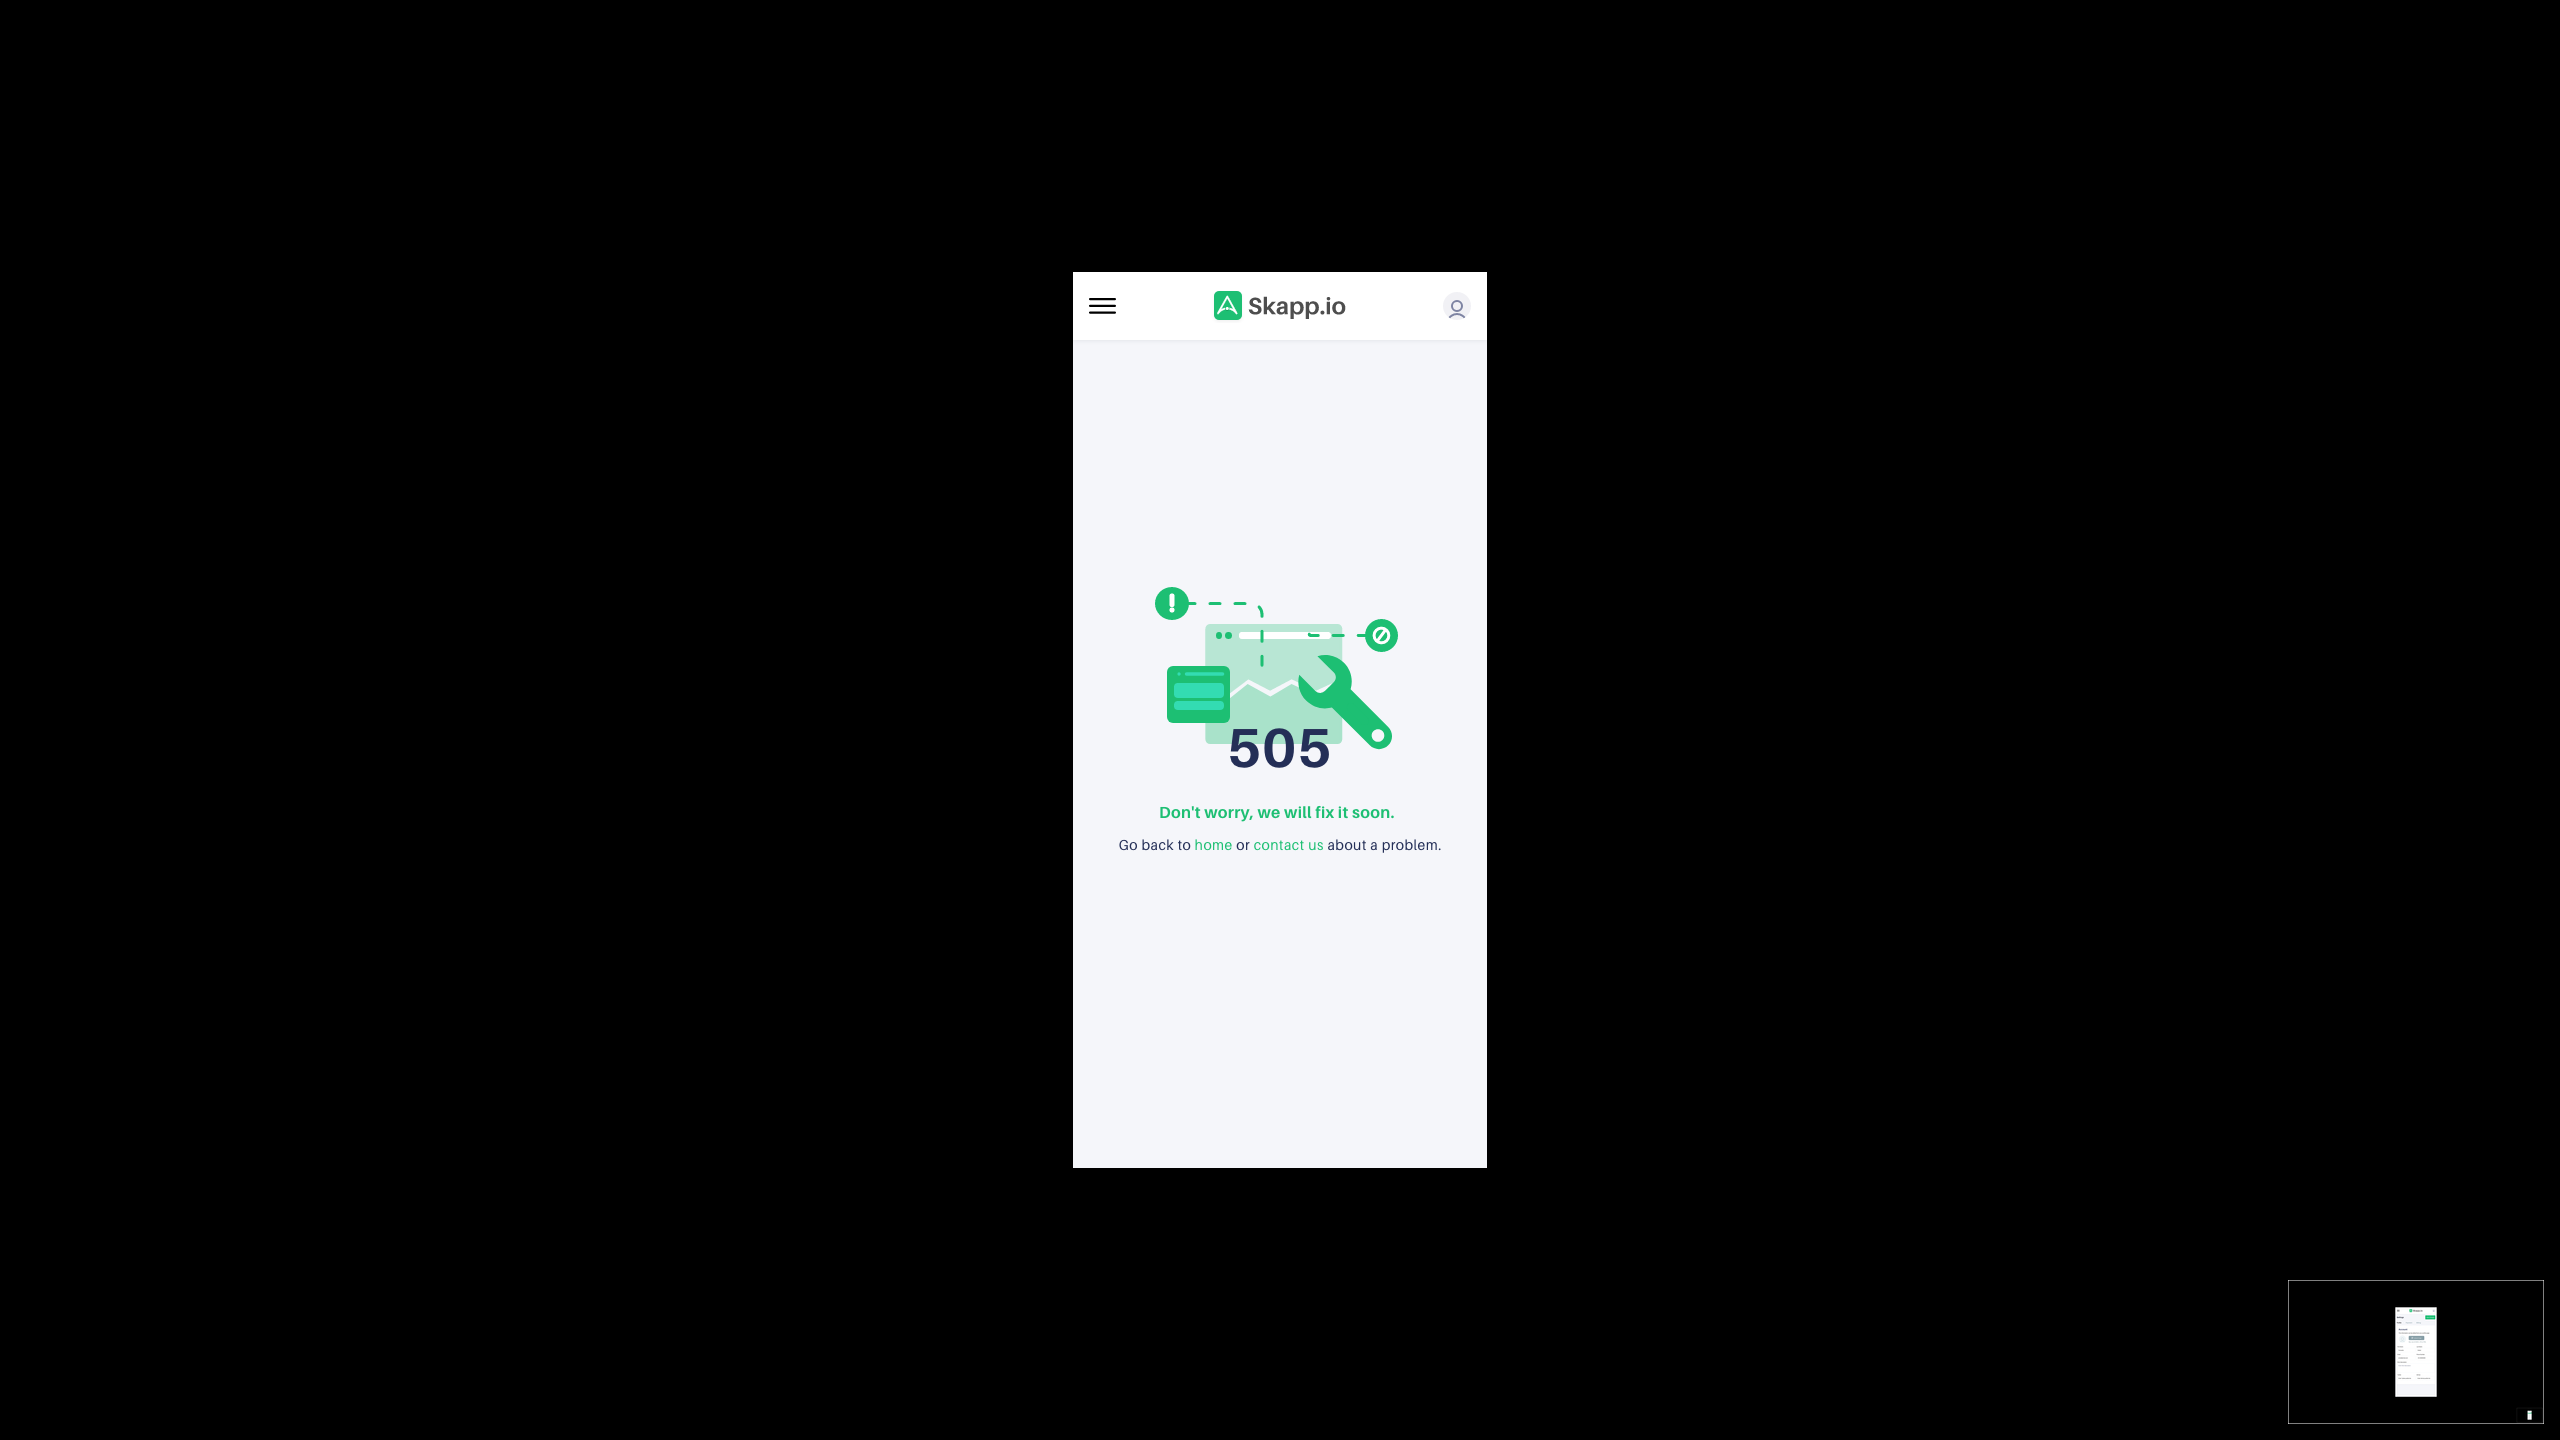 Skapp.io
505
Don't worry, we will fix it soon.
Go back to home or contact us about a problem.